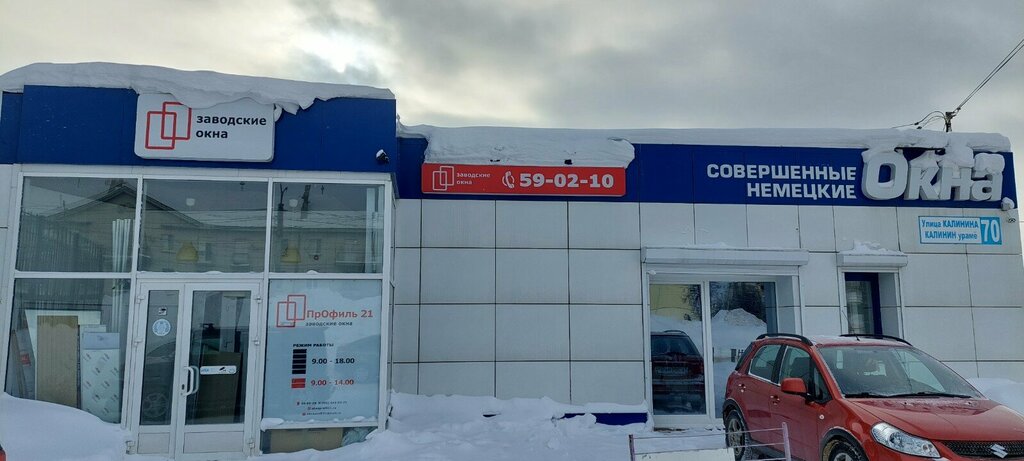 заводские
окна
заводские
окна
59-02-10
СОВЕРШЕННЫЕ
НЕМЕЦКИЕ
Окна
Улица КАЛИНИНА
КАЛИНИН урамӗ
70
ПрОфиль 21
заводские окна
РЕЖИМ РАБОТЫ
9.00 - 18.00
9.00 - 14.00